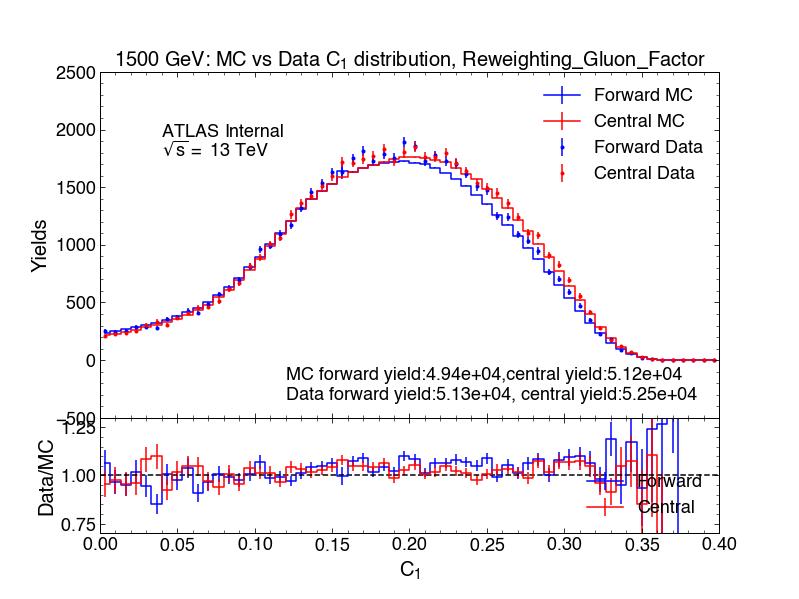 1500 GeV: MC vs Data C₁ distribution, Reweighting_Gluon_Factor
2500
2000
1500
1000
500
0
−500
Yields
ATLAS Internal
√s = 13 TeV
Forward MC
Central MC
Forward Data
Central Data
MC forward yield:4.94e+04,central yield:5.12e+04
Data forward yield:5.13e+04, central yield:5.25e+04
1.25
1.00
0.75
Data/MC
Forward
Central
0.00 0.05 0.10 0.15 0.20 0.25 0.30 0.35 0.40
C₁